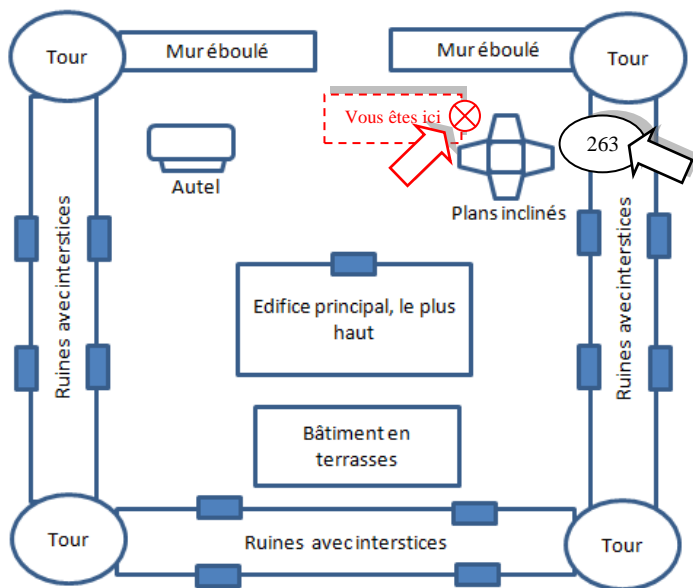 Tour
Mur éboulé
Mur éboulé
Tour
Vous êtes ici
263
Autel
Plans inclinés
Ruines avec interstices
Edifice principal, le plus
haut
Ruines avec interstices
Bâtiment en
terrasses
Tour
Ruines avec interstices
Tour